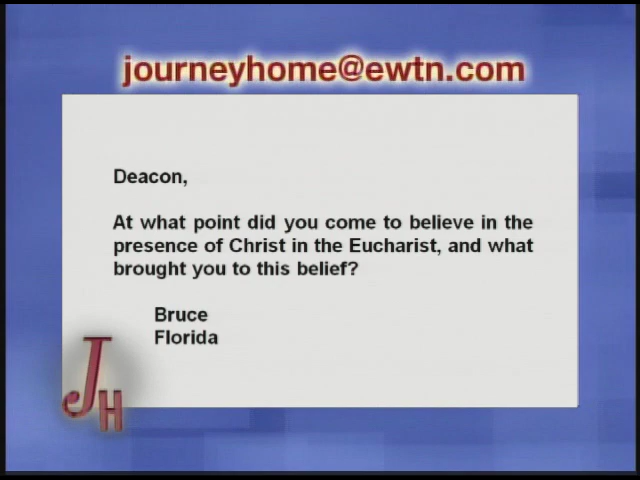 journeyhome@ewtn.com
Deacon,
At what point did you come to believe in the
presence of Christ in the Eucharist, and what
brought you to this belief?
Bruce
Florida
JH